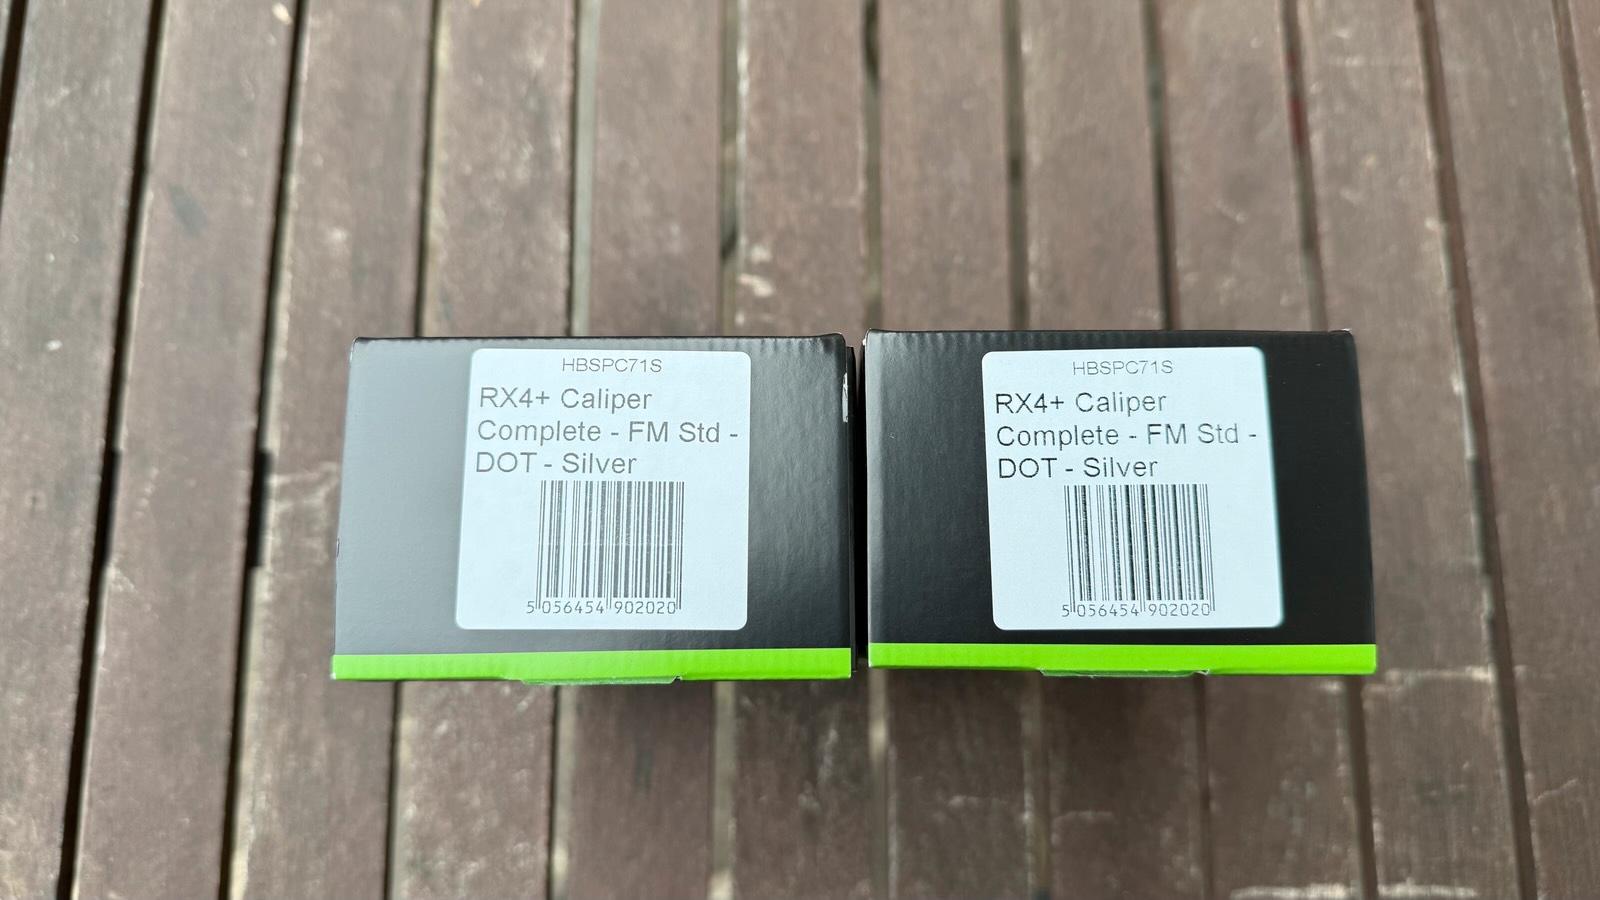 HBSPC71S
RX4+ Caliper
Complete - FM Std -
DOT - Silver
5 056454 902020
HBSPC71S
RX4+ Caliper
Complete - FM Std -
DOT - Silver
5 056454 902020